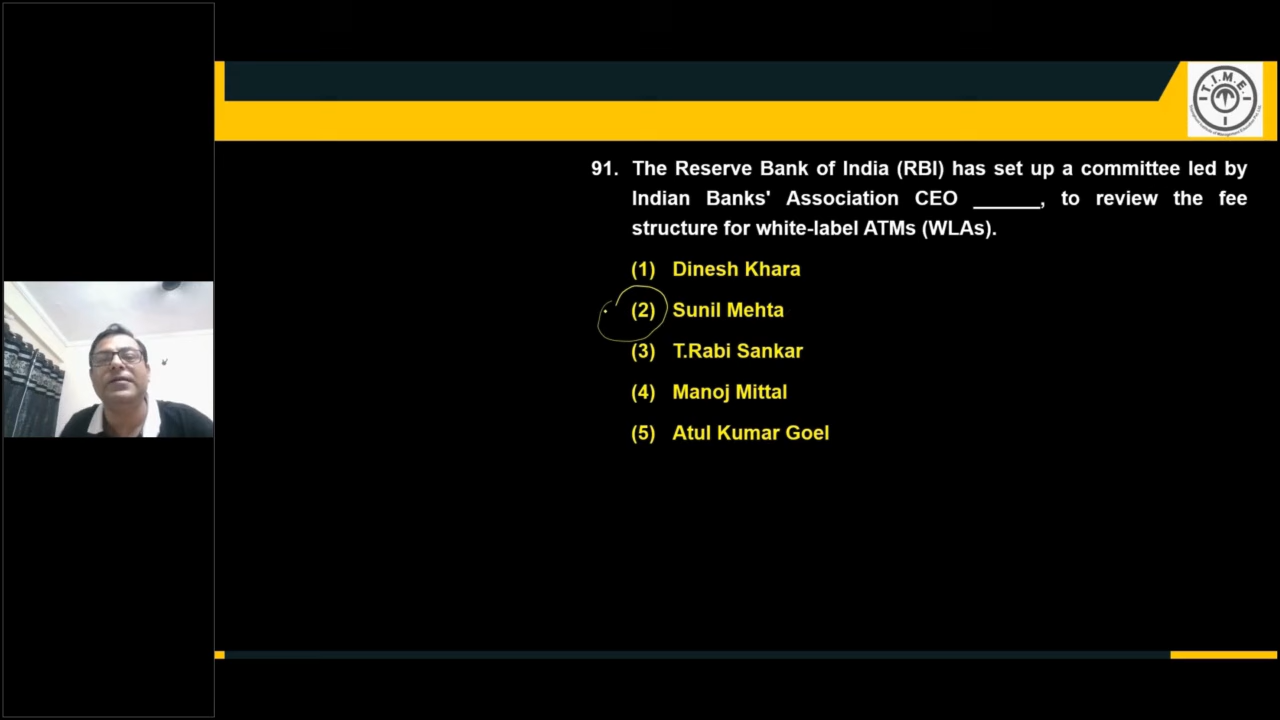 T.I.M.E.
91. The Reserve Bank of India (RBI) has set up a committee led by
Indian Banks' Association CEO ______, to review the fee
structure for white-label ATMs (WLAs).
(1) Dinesh Khara
(2) Sunil Mehta
(3) T.Rabi Sankar
(4) Manoj Mittal
(5) Atul Kumar Goel